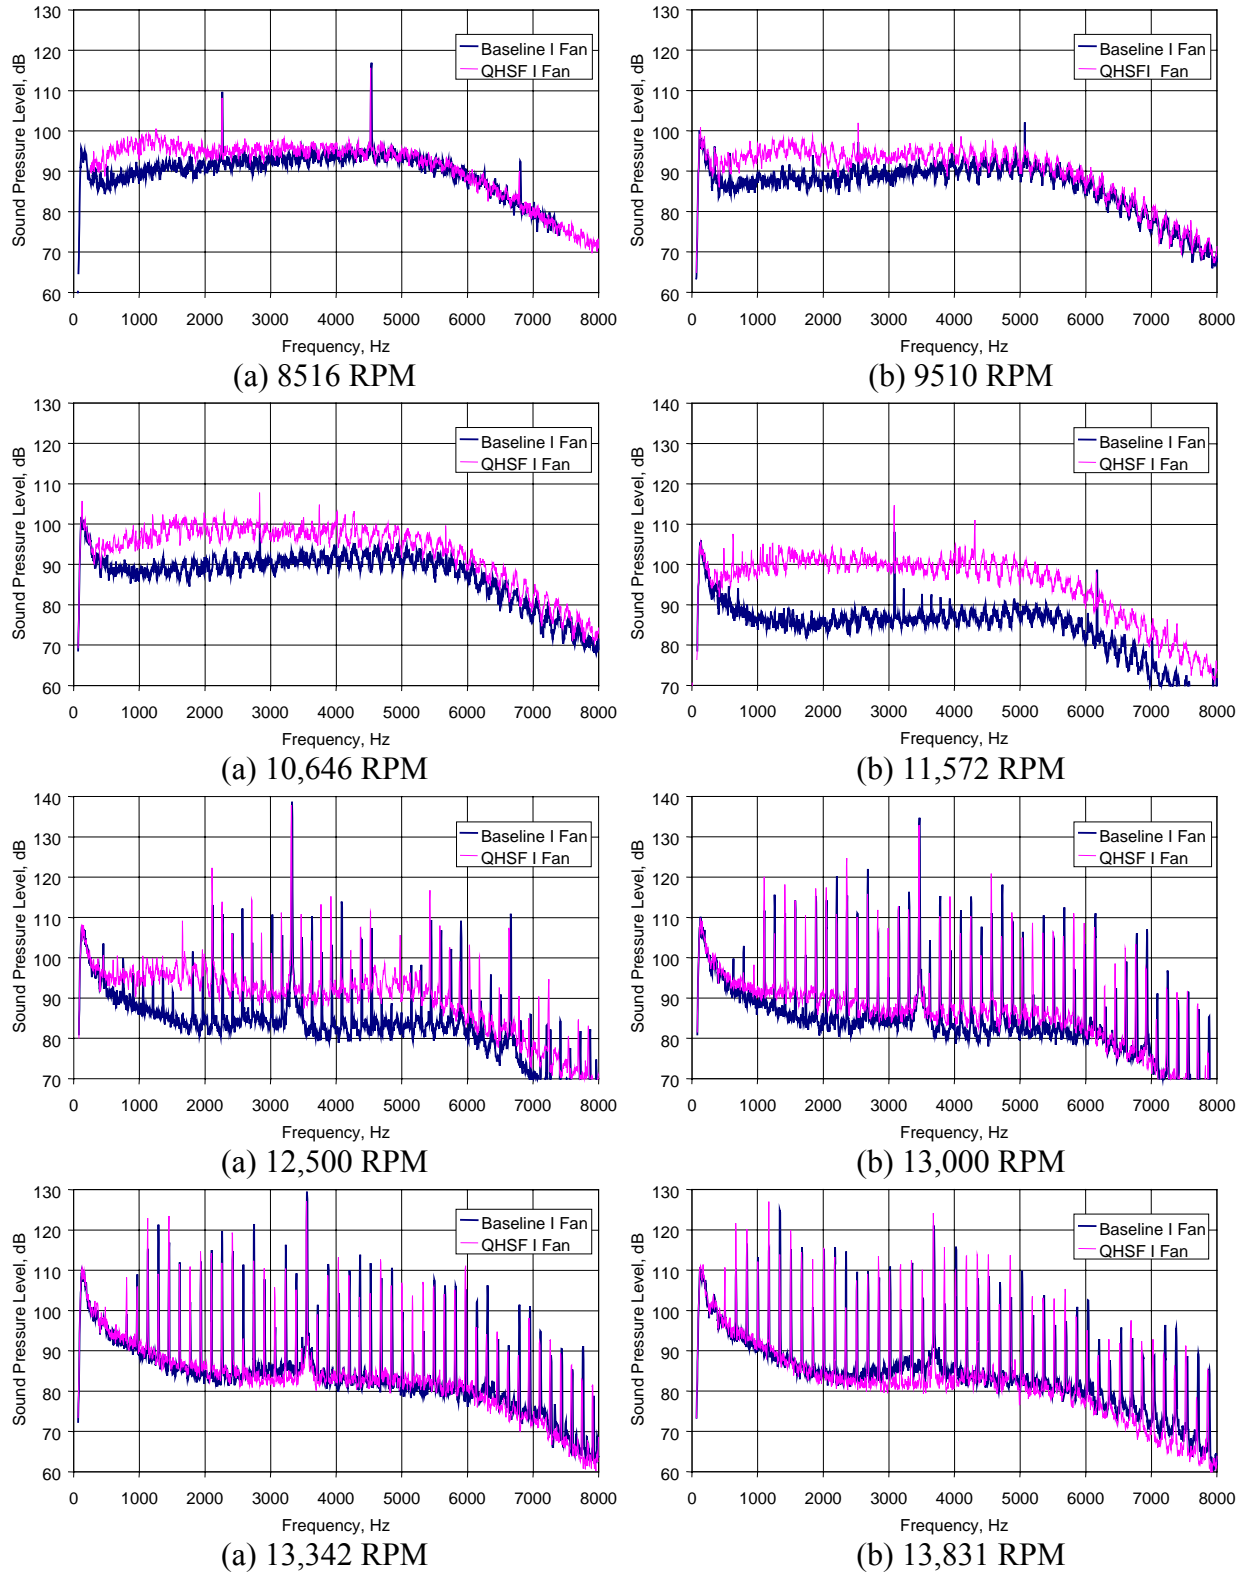 130
120
110
100
90
80
70
60
Sound Pressure Level, dB
Baseline I Fan
QHSF I Fan
0 1000 2000 3000 4000 5000 6000 7000 8000
Frequency, Hz
(a) 8516 RPM
130
120
110
100
90
80
70
60
Sound Pressure Level, dB
Baseline I Fan
QHSFI Fan
0 1000 2000 3000 4000 5000 6000 7000 8000
Frequency, Hz
(b) 9510 RPM
130
120
110
100
90
80
70
60
Sound Pressure Level, dB
Baseline I Fan
QHSF I Fan
0 1000 2000 3000 4000 5000 6000 7000 8000
Frequency, Hz
(a) 10,646 RPM
140
130
120
110
100
90
80
70
Sound Pressure Level, dB
Baseline I Fan
QHSF I Fan
0 1000 2000 3000 4000 5000 6000 7000 8000
Frequency, Hz
(b) 11,572 RPM
140
130
120
110
100
90
80
70
Sound Pressure Level, dB
Baseline I Fan
QHSF I Fan
0 1000 2000 3000 4000 5000 6000 7000 8000
Frequency, Hz
(a) 12,500 RPM
140
130
120
110
100
90
80
70
Sound Pressure Level, dB
Baseline I Fan
QHSF I Fan
0 1000 2000 3000 4000 5000 6000 7000 8000
Frequency, Hz
(b) 13,000 RPM
130
120
110
100
90
80
70
60
Sound Pressure Level, dB
Baseline I Fan
QHSF I Fan
0 1000 2000 3000 4000 5000 6000 7000 8000
Frequency, Hz
(a) 13,342 RPM
130
120
110
100
90
80
70
60
Sound Pressure Level, dB
Baseline I Fan
QHSF I Fan
0 1000 2000 3000 4000 5000 6000 7000 8000
Frequency, Hz
(b) 13,831 RPM